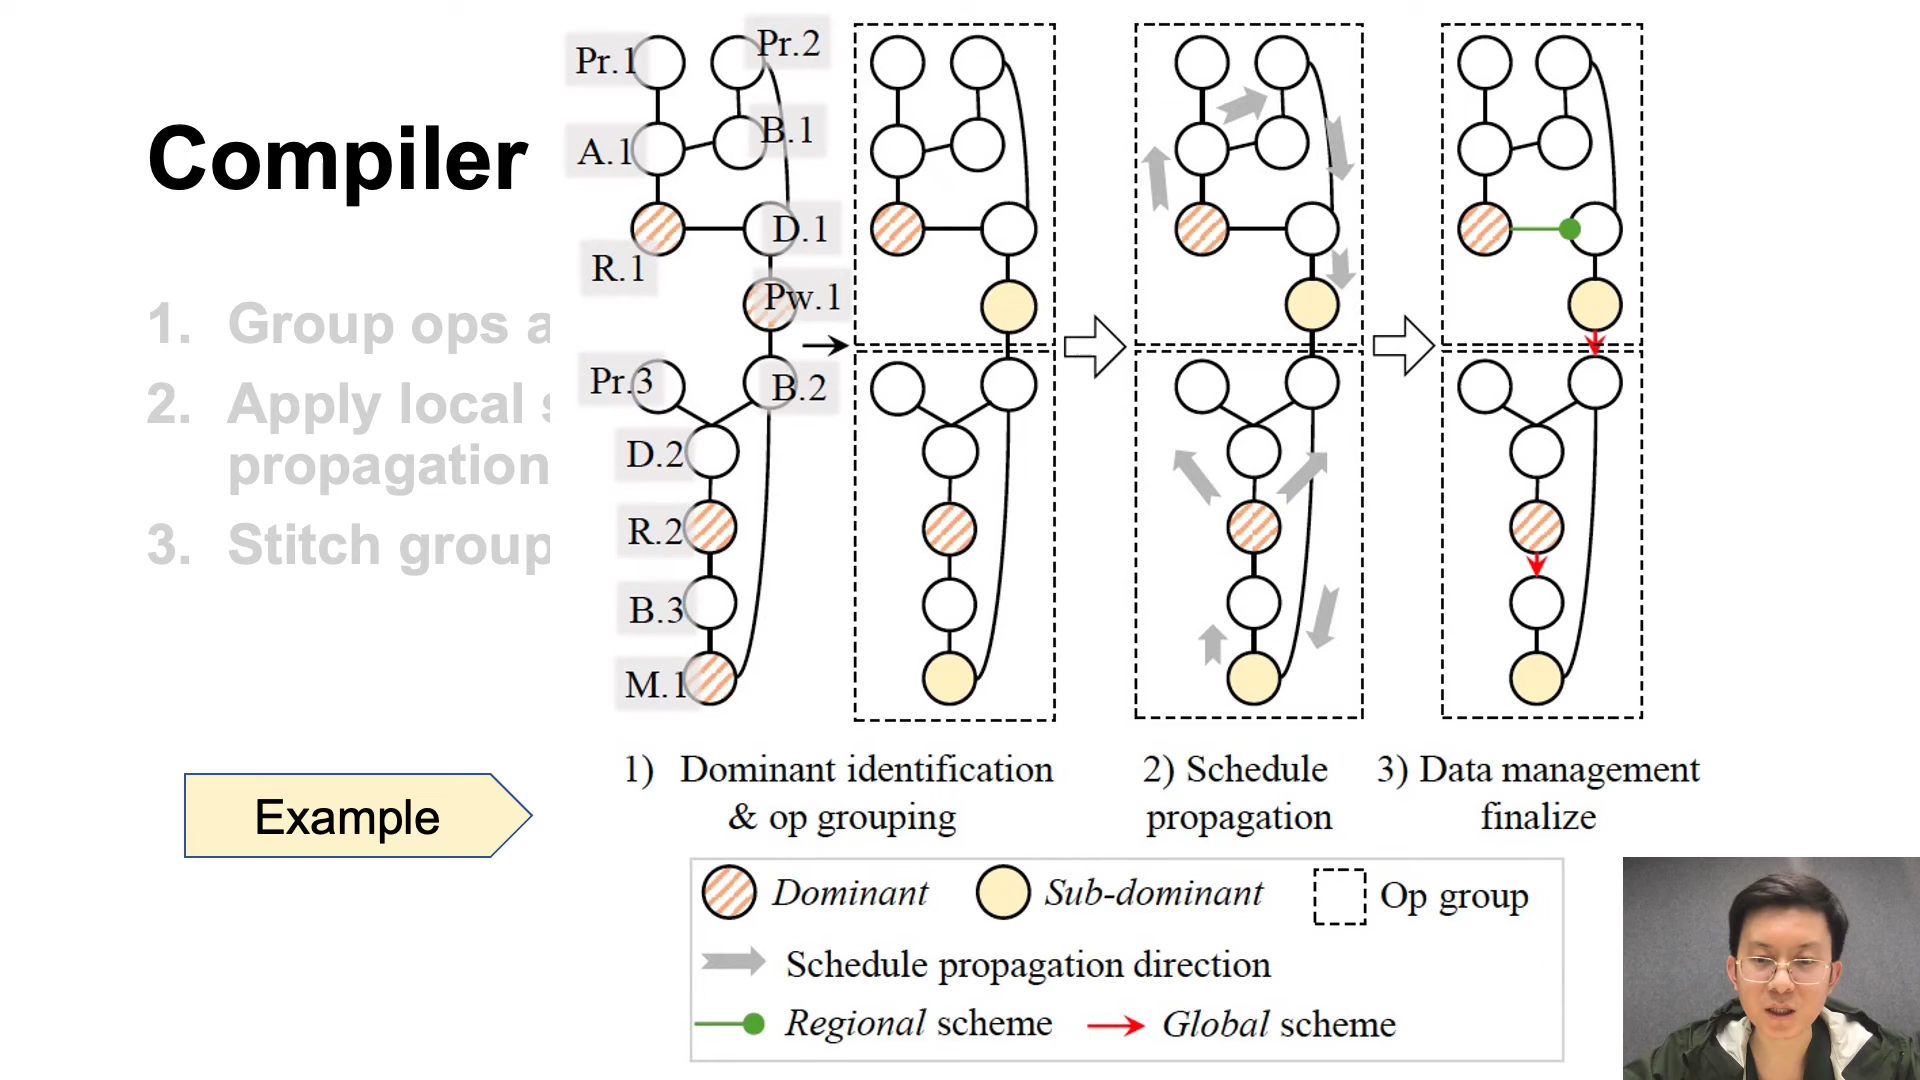 Compiler
1. Group ops a
2. Apply local s
propagation
3. Stitch group
Example
Pr.1
Pr.2
A.1
B.1
R.1
D.1
Pw.1
Pr.3
B.2
D.2
R.2
B.3
M.1
1) Dominant identification
& op grouping
2) Schedule
propagation
3) Data management
finalize
Dominant
Sub-dominant
Op group
Schedule propagation direction
Regional scheme
Global scheme